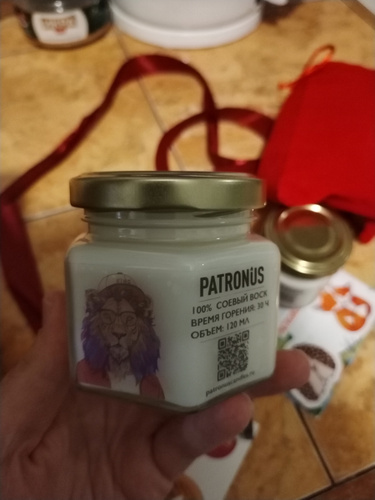 PATRONUS
100% СОЕВЫЙ ВОСК
ВРЕМЯ ГОРЕНИЯ: 30 Ч
ОБЪЕМ: 120 МЛ